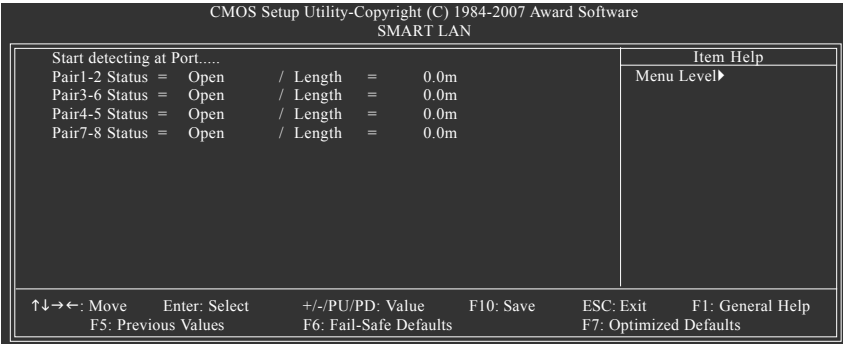 CMOS Setup Utility-Copyright (C) 1984-2007 Award Software
SMART LAN
Start detecting at Port..... Item Help
Pair1-2 Status = Open / Length = 0.0m Menu Level▶
Pair3-6 Status = Open / Length = 0.0m
Pair4-5 Status = Open / Length = 0.0m
Pair7-8 Status = Open / Length = 0.0m
↑↓→←: Move Enter: Select +/-/PU/PD: Value F10: Save ESC: Exit F1: General Help
F5: Previous Values F6: Fail-Safe Defaults F7: Optimized Defaults